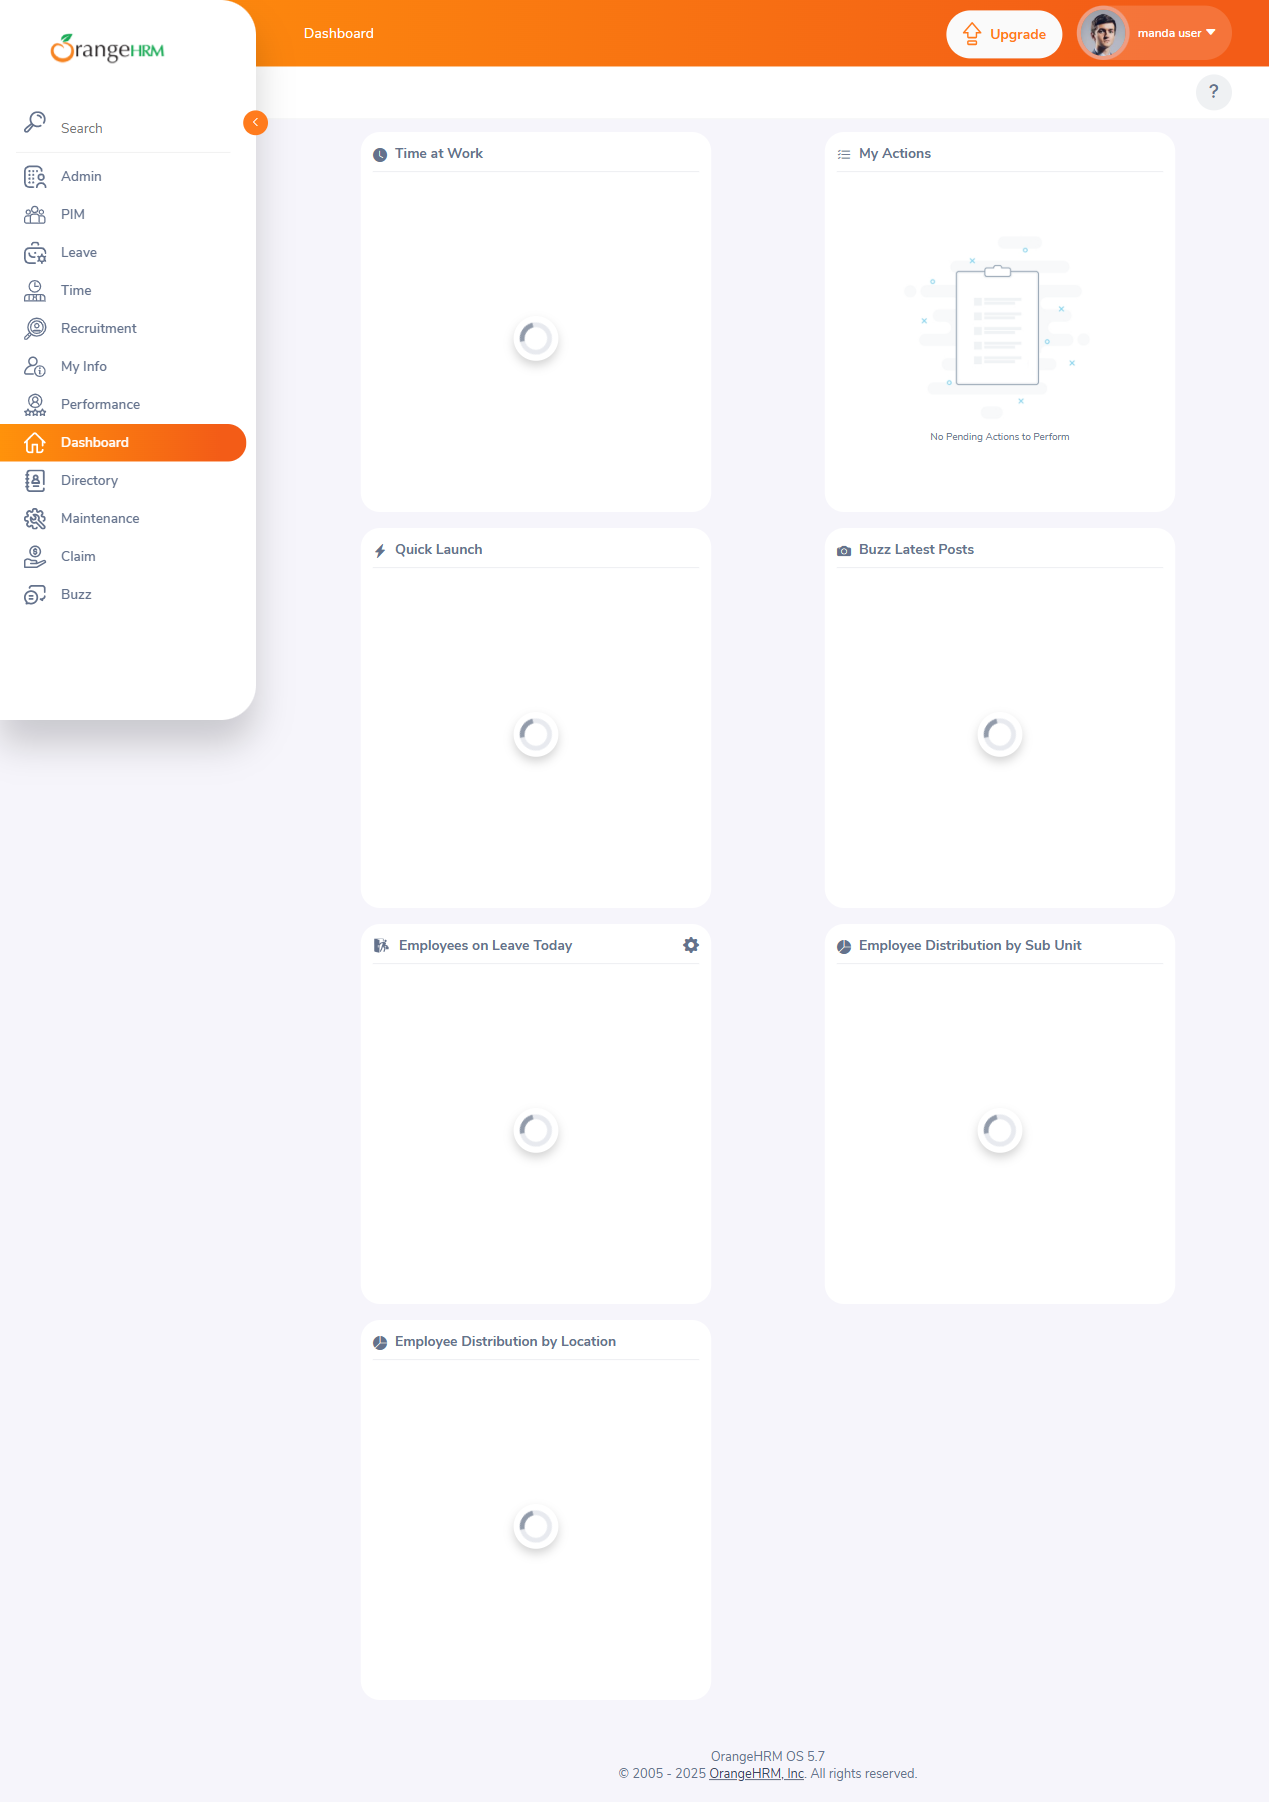 OrangeHRM
Search
Admin
PIM
Leave
Time
Recruitment
My Info
Performance
Dashboard
Directory
Maintenance
Claim
Buzz
Dashboard
Upgrade
manda user
?
Time at Work
My Actions
No Pending Actions to Perform
Quick Launch
Buzz Latest Posts
Employees on Leave Today
Employee Distribution by Sub Unit
Employee Distribution by Location
OrangeHRM OS 5.7
© 2005 - 2025 OrangeHRM, Inc. All rights reserved.